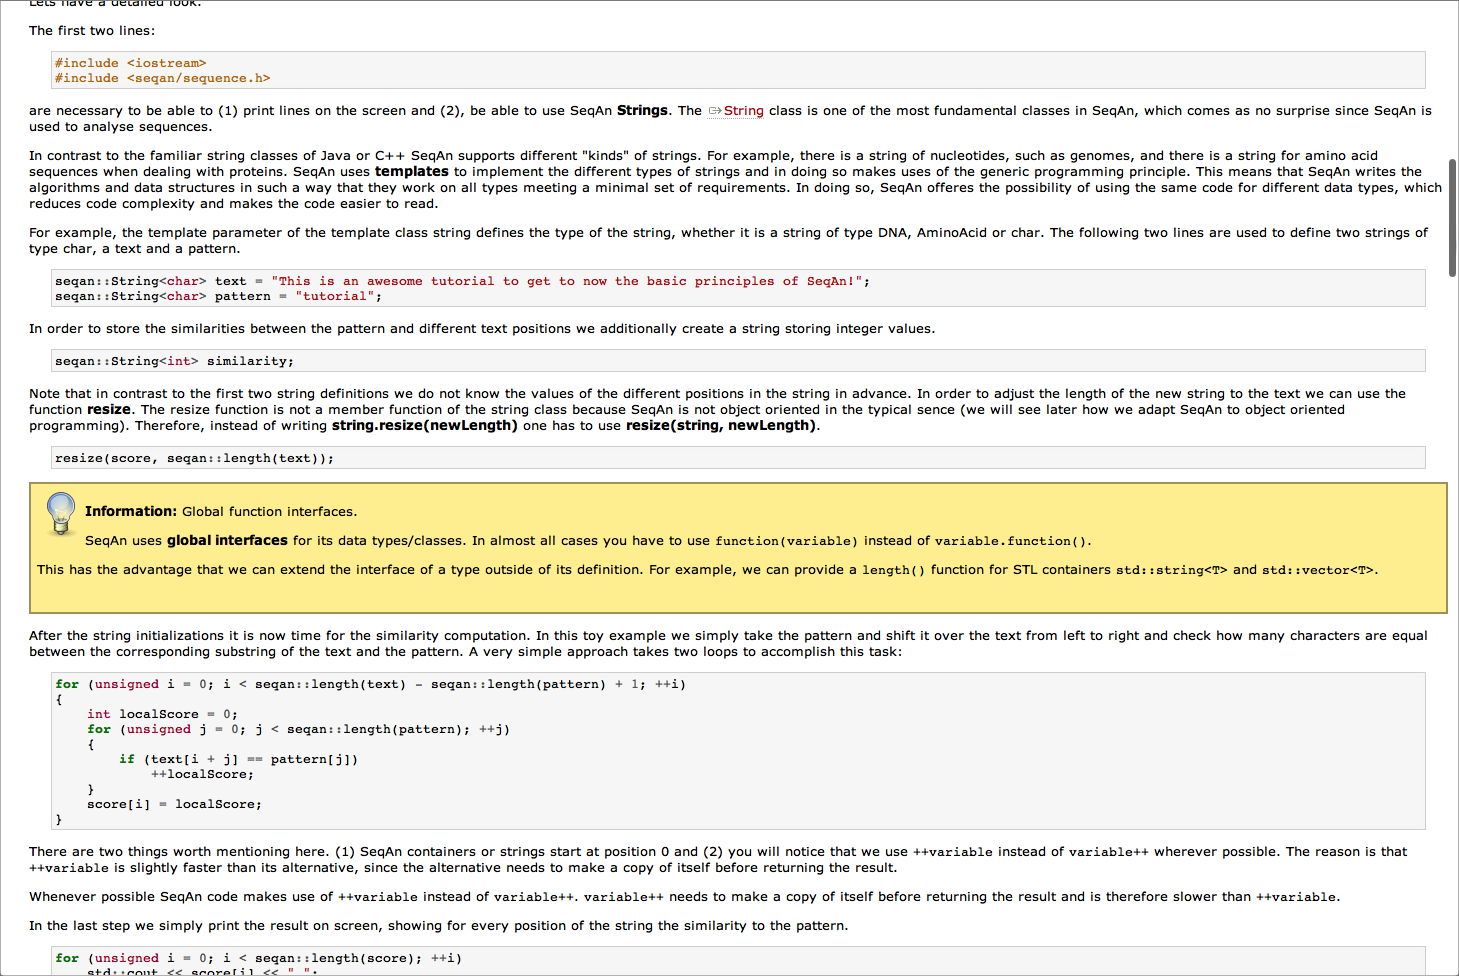 Lets have a detailed look.
The first two lines:
#include <iostream>
#include <seqan/sequence.h>
are necessary to be able to (1) print lines on the screen and (2), be able to use SeqAn Strings. The String class is one of the most fundamental classes in SeqAn, which comes as no surprise since SeqAn is
used to analyse sequences.
In contrast to the familiar string classes of Java or C++ SeqAn supports different "kinds" of strings. For example, there is a string of nucleotides, such as genomes, and there is a string for amino acid
sequences when dealing with proteins. SeqAn uses templates to implement the different types of strings and in doing so makes uses of the generic programming principle. This means that SeqAn writes the
algorithms and data structures in such a way that they work on all types meeting a minimal set of requirements. In doing so, SeqAn offeres the possibility of using the same code for different data types, which
reduces code complexity and makes the code easier to read.
For example, the template parameter of the template class string defines the type of the string, whether it is a string of type DNA, AminoAcid or char. The following two lines are used to define two strings of
type char, a text and a pattern.
seqan::String<char> text = "This is an awesome tutorial to get to now the basic principles of SeqAn!";
seqan::String<char> pattern = "tutorial";
In order to store the similarities between the pattern and different text positions we additionally create a string storing integer values.
seqan::String<int> similarity;
Note that in contrast to the first two string definitions we do not know the values of the different positions in the string in advance. In order to adjust the length of the new string to the text we can use the
function resize. The resize function is not a member function of the string class because SeqAn is not object oriented in the typical sence (we will see later how we adapt SeqAn to object oriented
programming). Therefore, instead of writing string.resize(newLength) one has to use resize(string, newLength).
resize(score, seqan::length(text));
Information: Global function interfaces.
SeqAn uses global interfaces for its data types/classes. In almost all cases you have to use function(variable) instead of variable.function().
This has the advantage that we can extend the interface of a type outside of its definition. For example, we can provide a length() function for STL containers std::string<T> and std::vector<T>.
After the string initializations it is now time for the similarity computation. In this toy example we simply take the pattern and shift it over the text from left to right and check how many characters are equal
between the corresponding substring of the text and the pattern. A very simple approach takes two loops to accomplish this task:
for (unsigned i = 0; i < seqan::length(text) - seqan::length(pattern) + 1; ++i)
{
int localScore = 0;
for (unsigned j = 0; j < seqan::length(pattern); ++j)
{
if (text[i + j] == pattern[j])
++localScore;
}
score[i] = localScore;
}
There are two things worth mentioning here. (1) SeqAn containers or strings start at position 0 and (2) you will notice that we use ++variable instead of variable++ wherever possible. The reason is that
++variable is slightly faster than its alternative, since the alternative needs to make a copy of itself before returning the result.
Whenever possible SeqAn code makes use of ++variable instead of variable++. variable++ needs to make a copy of itself before returning the result and is therefore slower than ++variable.
In the last step we simply print the result on screen, showing for every position of the string the similarity to the pattern.
for (unsigned i = 0; i < seqan::length(score); ++i)
std::cout << score[i] << " ";